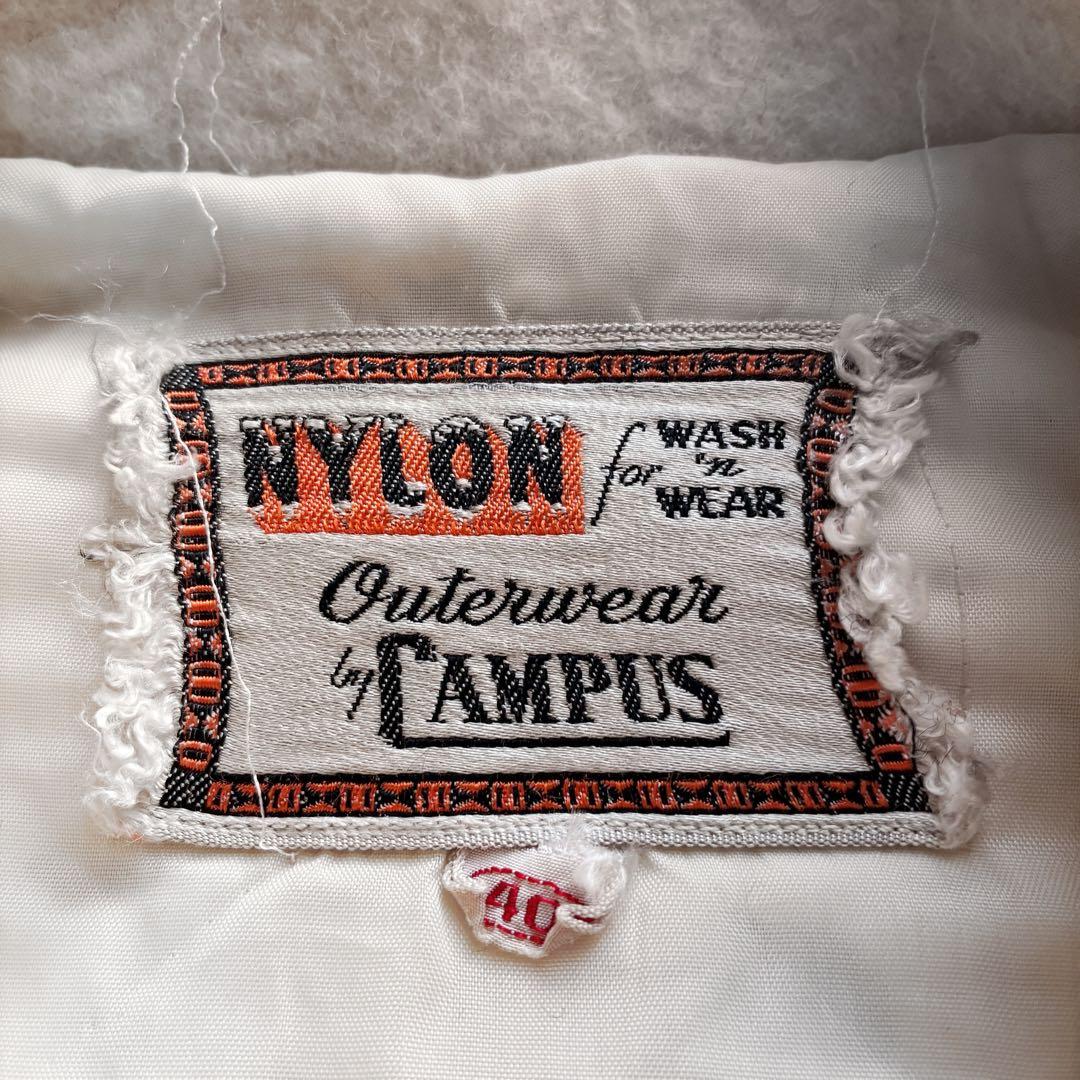 NYLON for WASH 'n WEAR
Outerwear
by CAMPUS
40